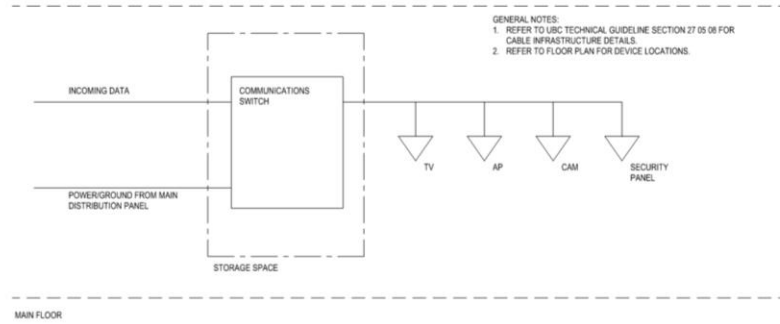 GENERAL NOTES:
1. REFER TO UBC TECHNICAL GUIDELINE SECTION 27 05 08 FOR
CABLE INFRASTRUCTURE DETAILS.
2. REFER TO FLOOR PLAN FOR DEVICE LOCATIONS.
INCOMING DATA
COMMUNICATIONS
SWITCH
TV
AP
CAM
SECURITY
PANEL
POWER/GROUND FROM MAIN
DISTRIBUTION PANEL
STORAGE SPACE
MAIN FLOOR